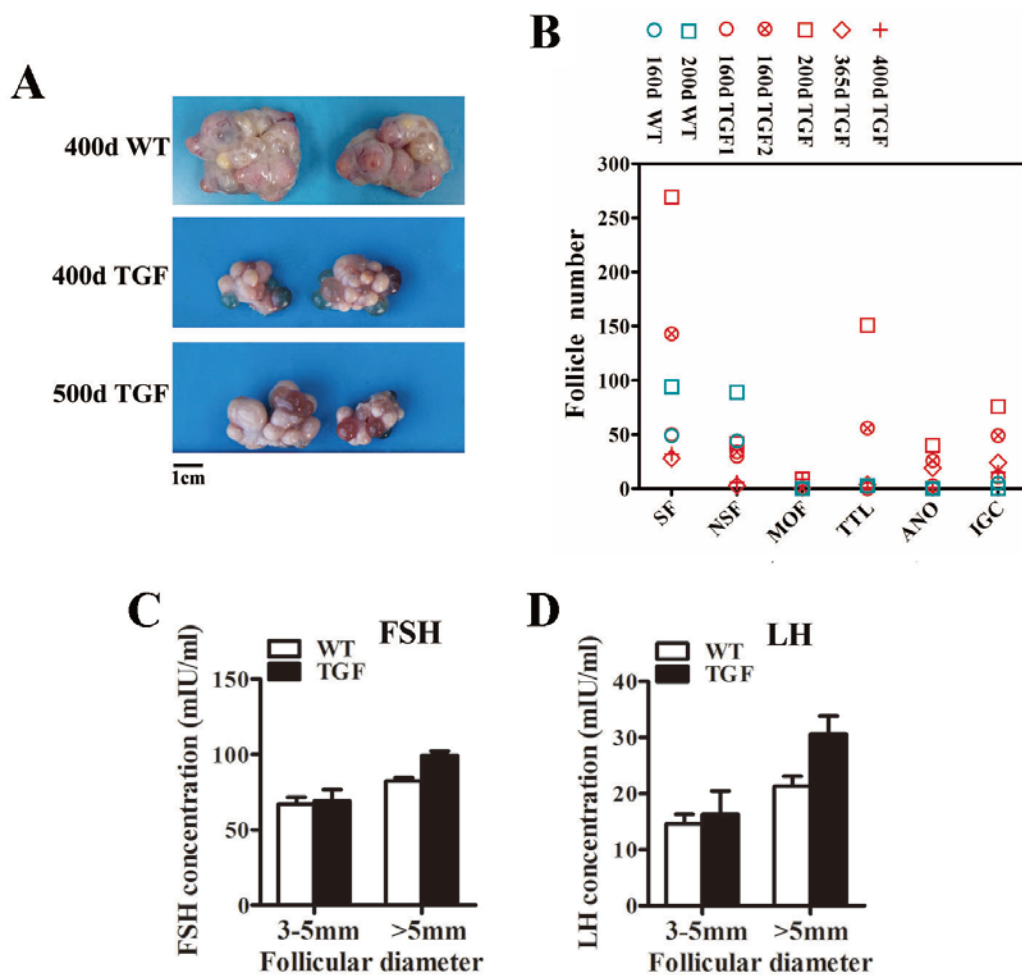 A
400d WT
400d TGF
500d TGF
1cm
B
160d WT
200d WT
160d TGF1
160d TGF2
200d TGF
365d TGF
400d TGF
Follicle number
300
250
200
150
100
50
0
SF
NSF
MOF
TTL
ANO
IGC
C
FSH
WT
TGF
FSH concentration (mIU/ml)
150
100
50
0
3-5mm
>5mm
Follicular diameter
D
LH
WT
TGF
LH concentration (mIU/ml)
40
30
20
10
0
3-5mm
>5mm
Follicular diameter